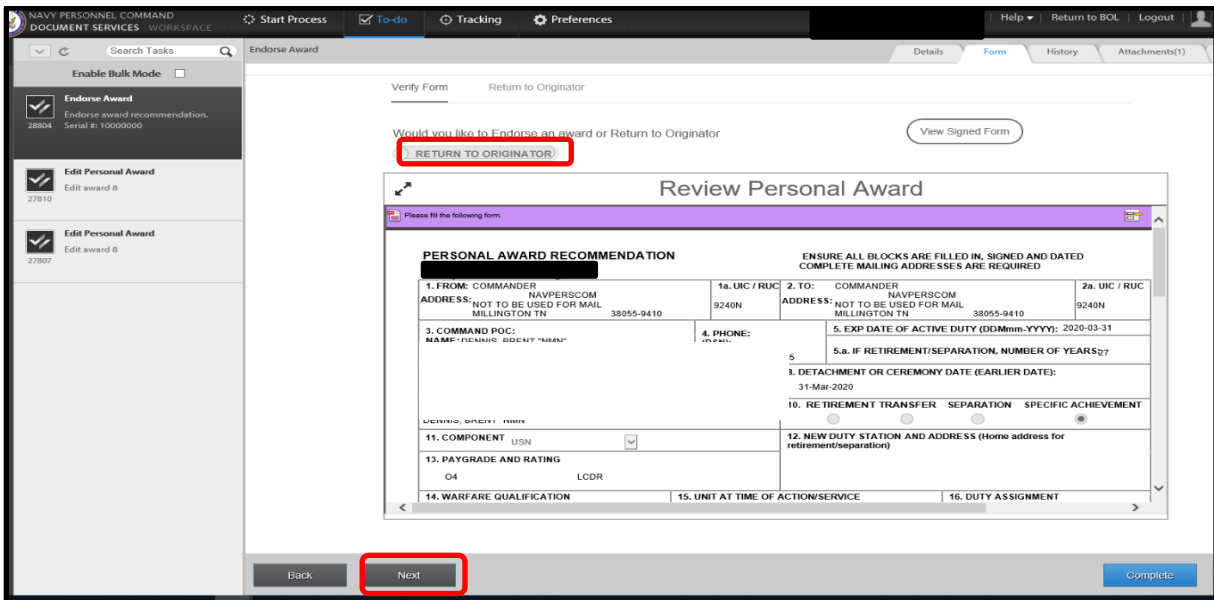 NAVY PERSONNEL COMMAND
DOCUMENT SERVICES WORKSPACE
Start Process
To-do
Tracking
Preferences
Help
Return to BOL
Logout
Search Tasks
Endorse Award
Details
Form
History
Attachments(1)
Enable Bulk Mode
Endorse Award
Endorse award recommendation.
28804 Serial #: 10000000
Edit Personal Award
Edit award 8
27810
Edit Personal Award
Edit award 8
27807
Verify Form
Return to Originator
Would you like to Endorse an award or Return to Originator
View Signed Form
RETURN TO ORIGINATOR
Review Personal Award
Please fill the following form.
PERSONAL AWARD RECOMMENDATION
ENSURE ALL BLOCKS ARE FILLED IN, SIGNED AND DATED
COMPLETE MAILING ADDRESSES ARE REQUIRED
1. FROM: COMMANDER
NAVPERSCOM
ADDRESS: NOT TO BE USED FOR MAIL
MILLINGTON TN 38055-9410
1a. UIC / RUC
9240N
2. TO: COMMANDER
NAVPERSCOM
ADDRESS: NOT TO BE USED FOR MAIL
MILLINGTON TN 38055-9410
2a. UIC / RUC
9240N
3. COMMAND POC:
NAME: DENNIS, BRENT "NMN"
4. PHONE:
(DSN):
5
5. EXP DATE OF ACTIVE DUTY (DDMmm-YYYY): 2020-03-31
5.a. IF RETIREMENT/SEPARATION, NUMBER OF YEARS: 27
. DETACHMENT OR CEREMONY DATE (EARLIER DATE):
31-Mar-2020
10. RETIREMENT TRANSFER SEPARATION SPECIFIC ACHIEVEMENT
DENNIS, BRENT "NMN"
11. COMPONENT USN
12. NEW DUTY STATION AND ADDRESS (Home address for
retirement/separation)
13. PAYGRADE AND RATING
O4 LCDR
14. WARFARE QUALIFICATION
15. UNIT AT TIME OF ACTION/SERVICE
16. DUTY ASSIGNMENT
Back
Next
Complete